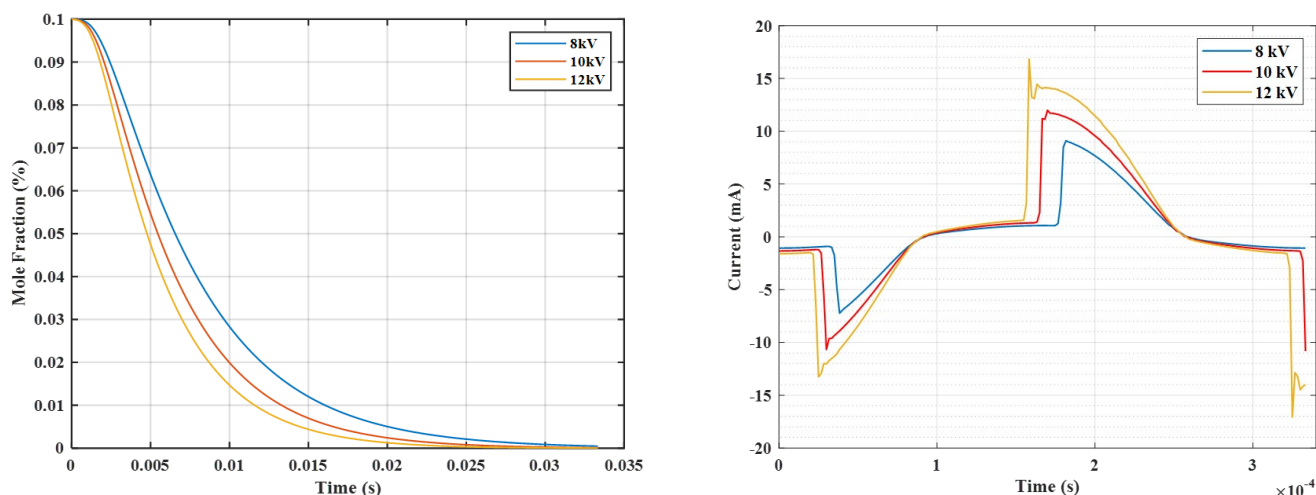 0.1
0.09
0.08
0.07
0.06
0.05
0.04
0.03
0.02
0.01
0
Mole Fraction (%)
8kV
10kV
12kV
0 0.005 0.01 0.015 0.02 0.025 0.03 0.035
Time (s)
20
15
10
5
0
-5
-10
-15
-20
Current (mA)
8 kV
10 kV
12 kV
0 1 2 3
×10⁻⁴
Time (s)